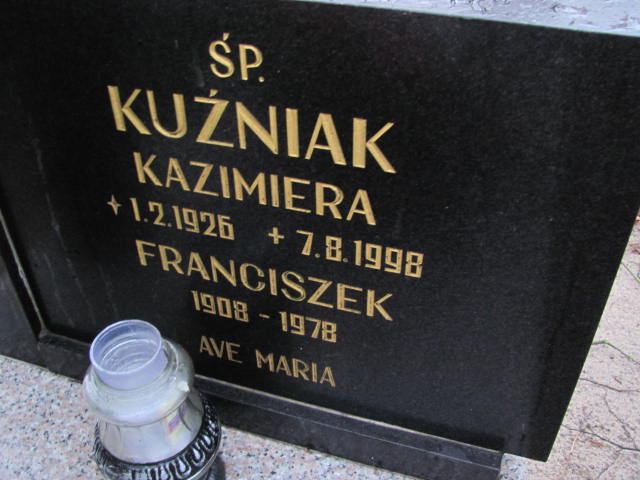 ŚP.
KUŹNIAK
KAZIMIERA
+ 1.2.1926 + 7.8.1998
FRANCISZEK
1908 - 1978
AVE MARIA